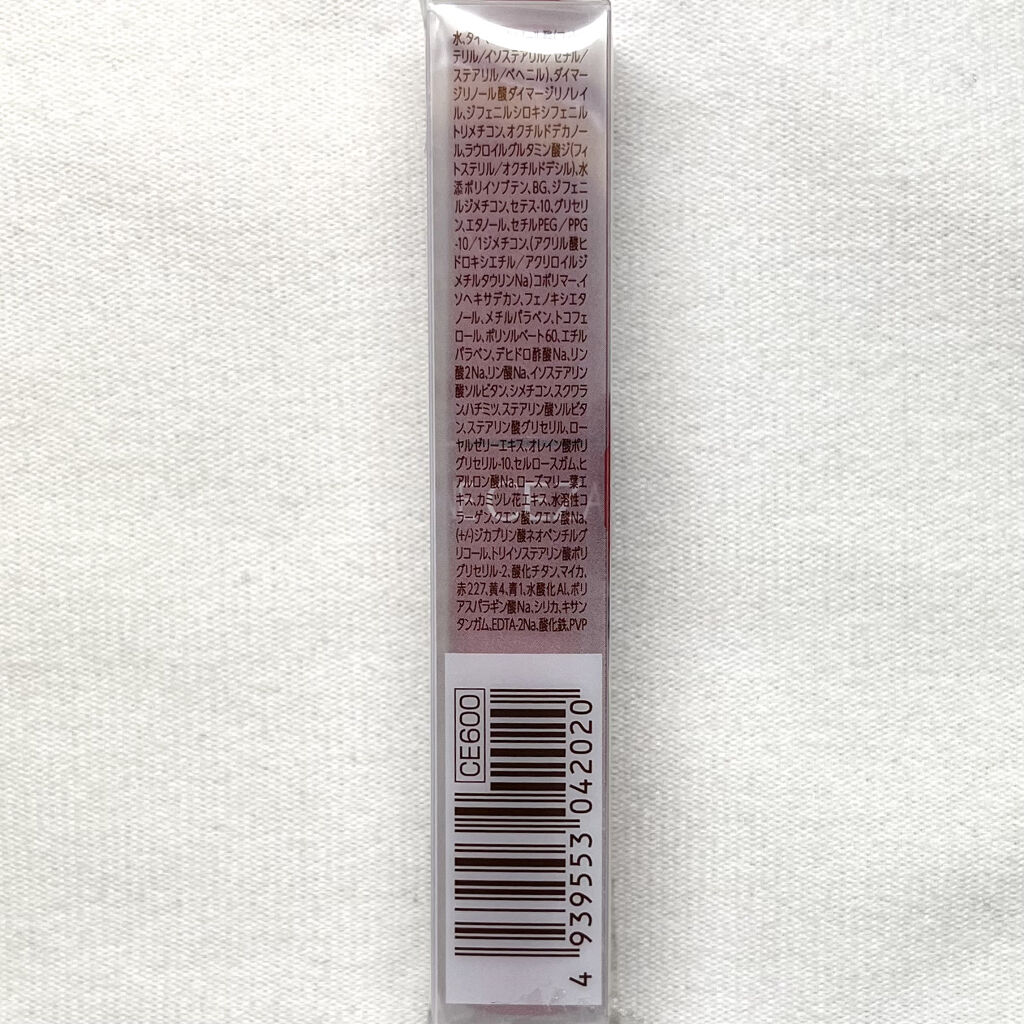 水、ダイマ
テリル/イソステアリル/セチル/
ステアリル/ベヘニル)、ダイマー
ジリノール酸ダイマージリノレイ
ル、ジフェニルシロキシフェニル
トリメチコン、オクチルドデカノー
ル、ラウロイルグルタミン酸ジ(フィ
トステリル/オクチルドデシル)、水
添ポリイソブテン、BG、ジフェニ
ルジメチコン、セテス-10、グリセリ
ン、エタノール、セチルPEG/PPG
-10/1ジメチコン、(アクリル酸ヒ
ドロキシエチル/アクリロイルジ
メチルタウリンNa)コポリマー、イ
ソヘキサデカン、フェノキシエタ
ノール、メチルパラベン、トコフェ
ロール、ポリソルベート60、エチル
パラベン、デヒドロ酢酸Na、リン
酸2Na、リン酸Na、イソステアリン
酸ソルビタン、シメチコン、スクワラ
ン、ハチミツ、ステアリン酸ソルビタ
ン、ステアリン酸グリセリル、ロー
ヤルゼリーエキス、オレイン酸ポリ
グリセリル-10、セルロースガム、ヒ
アルロン酸Na、ローズマリー葉エ
キス、カミツレ花エキス、水溶性コ
ラーゲン、クエン酸、クエン酸Na、
(+/-)ジカプリン酸ネオペンチルグ
リコール、トリイソステアリン酸ポリ
グリセリル-2、酸化チタン、マイカ、
赤227、黄4、青1、水酸化Al、ポリ
アスパラギン酸Na、シリカ、キサン
タンガム、EDTA-2Na、酸化鉄、PVP
CE600
4 939553 042020